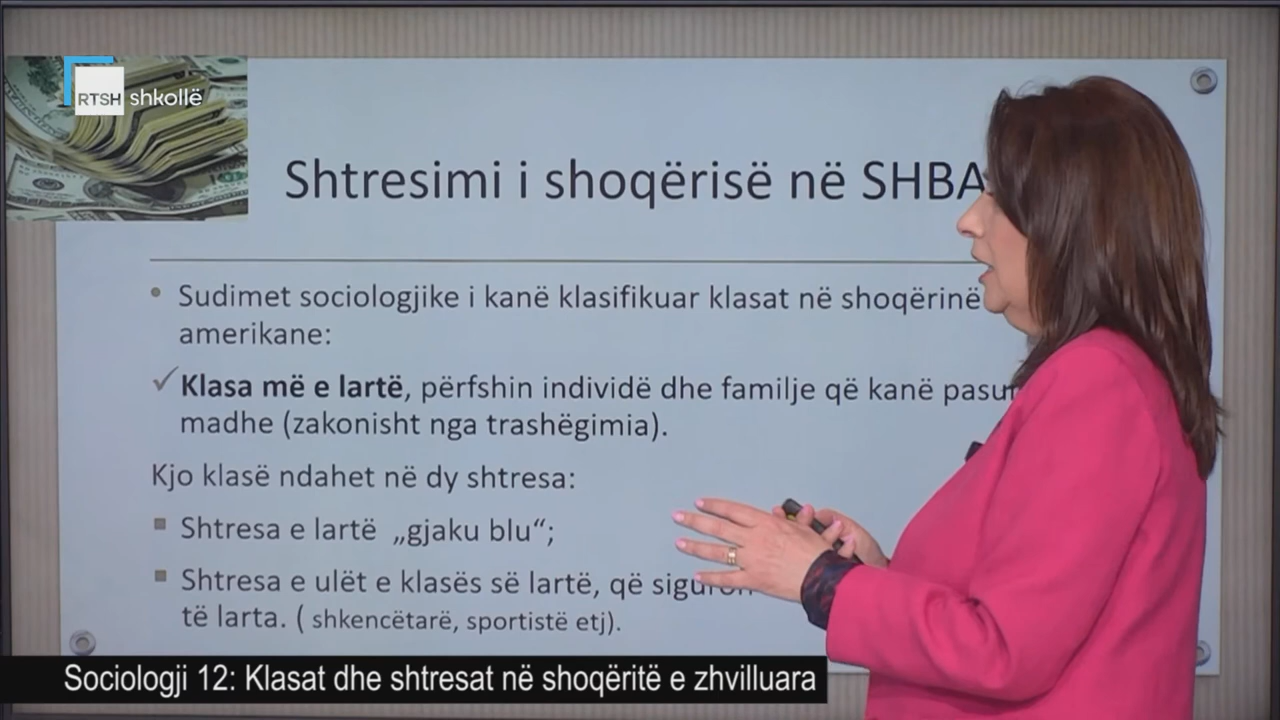 RTSH shkollë
Shtresimi i shoqërisë në SHBA
• Sudimet sociologjike i kanë klasifikuar klasat në shoqërinë
amerikane:
✓ Klasa më e lartë, përfshin individë dhe familje që kanë
madhe (zakonisht nga trashëgimia).
Kjo klasë ndahet në dy shtresa:
▪ Shtresa e lartë „gjaku blu“;
▪ Shtresa e ulët e klasës së lartë, që
të larta. ( shkencëtarë, sportistë etj).
Sociologji 12: Klasat dhe shtresat në shoqëritë e zhvilluara